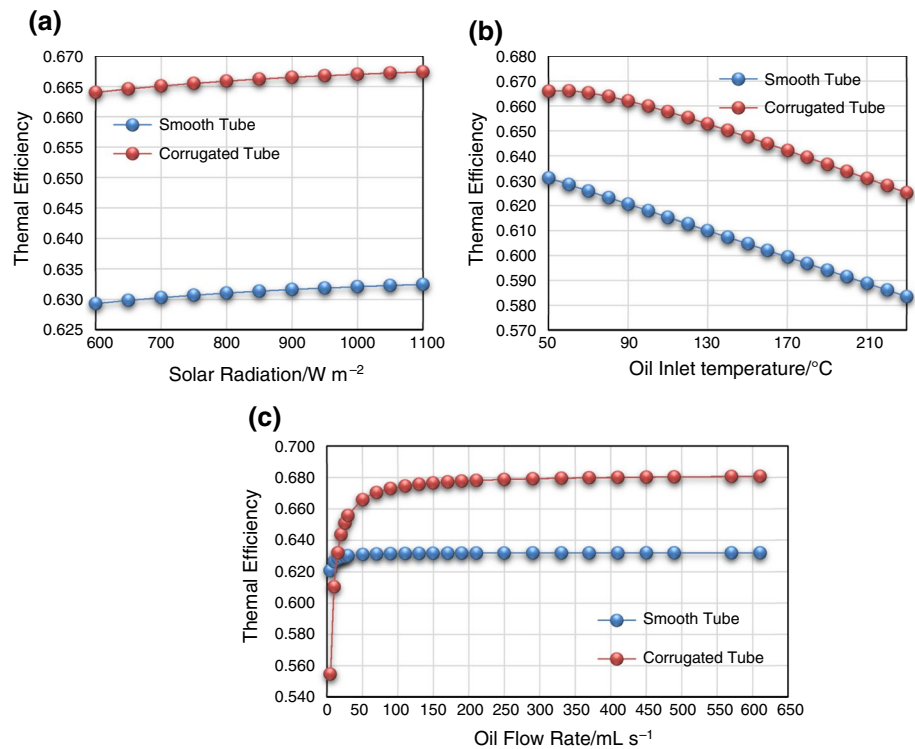 (a)
0.670
0.665
0.660
0.655
0.650
0.645
0.640
0.635
0.630
0.625
Themal Efficiency
Smooth Tube
Corrugated Tube
600 700 800 900 1000 1100
Solar Radiation/W m⁻²
(b)
0.680
0.670
0.660
0.650
0.640
0.630
0.620
0.610
0.600
0.590
0.580
0.570
Themal Efficiency
Smooth Tube
Corrugated Tube
50 90 130 170 210
Oil Inlet temperature/°C
(c)
0.700
0.680
0.660
0.640
0.620
0.600
0.580
0.560
0.540
Themal Efficiency
Smooth Tube
Corrugated Tube
0 50 100 150 200 250 300 350 400 450 500 550 600 650
Oil Flow Rate/mL s⁻¹